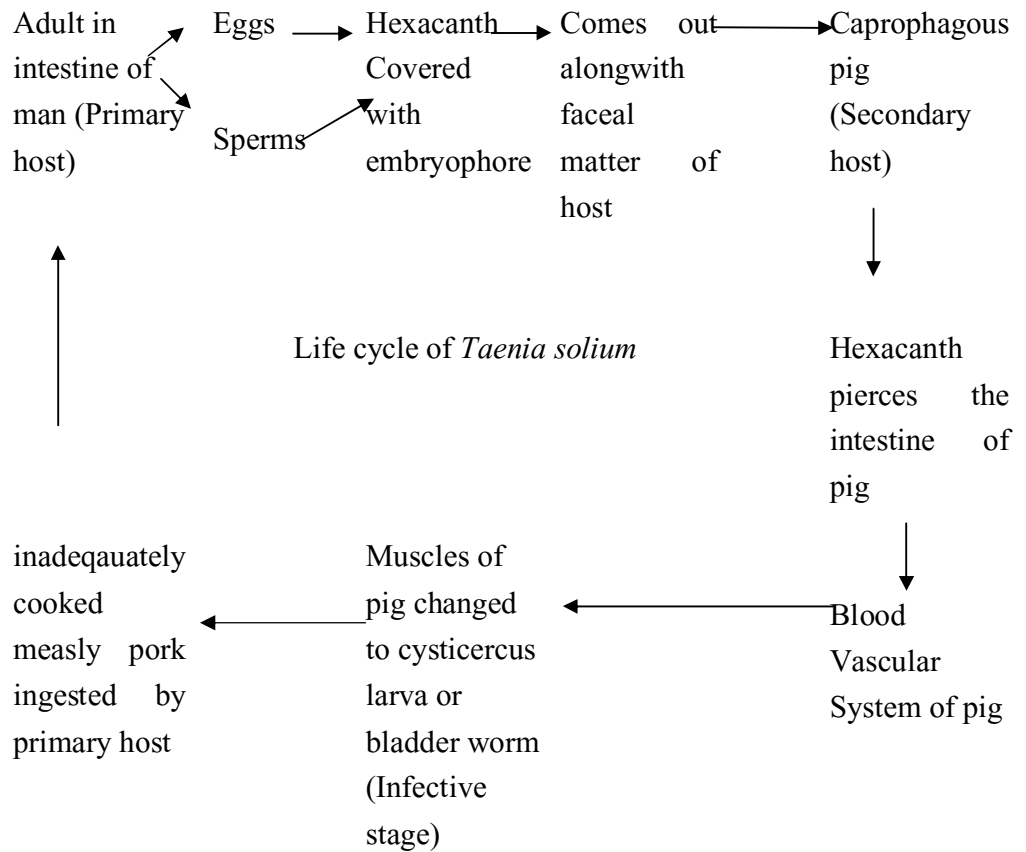 Adult in
intestine of
man (Primary
host)
Eggs
Sperms
Hexacanth
Covered
with
embryophore
Comes out
alongwith
faceal
matter of
host
Caprophagous
pig
(Secondary
host)
Life cycle of Taenia solium
Hexacanth
pierces the
intestine of
pig
Blood
Vascular
System of pig
Muscles of
pig changed
to cysticercus
larva or
bladder worm
(Infective
stage)
inadeqauately
cooked
measly pork
ingested by
primary host